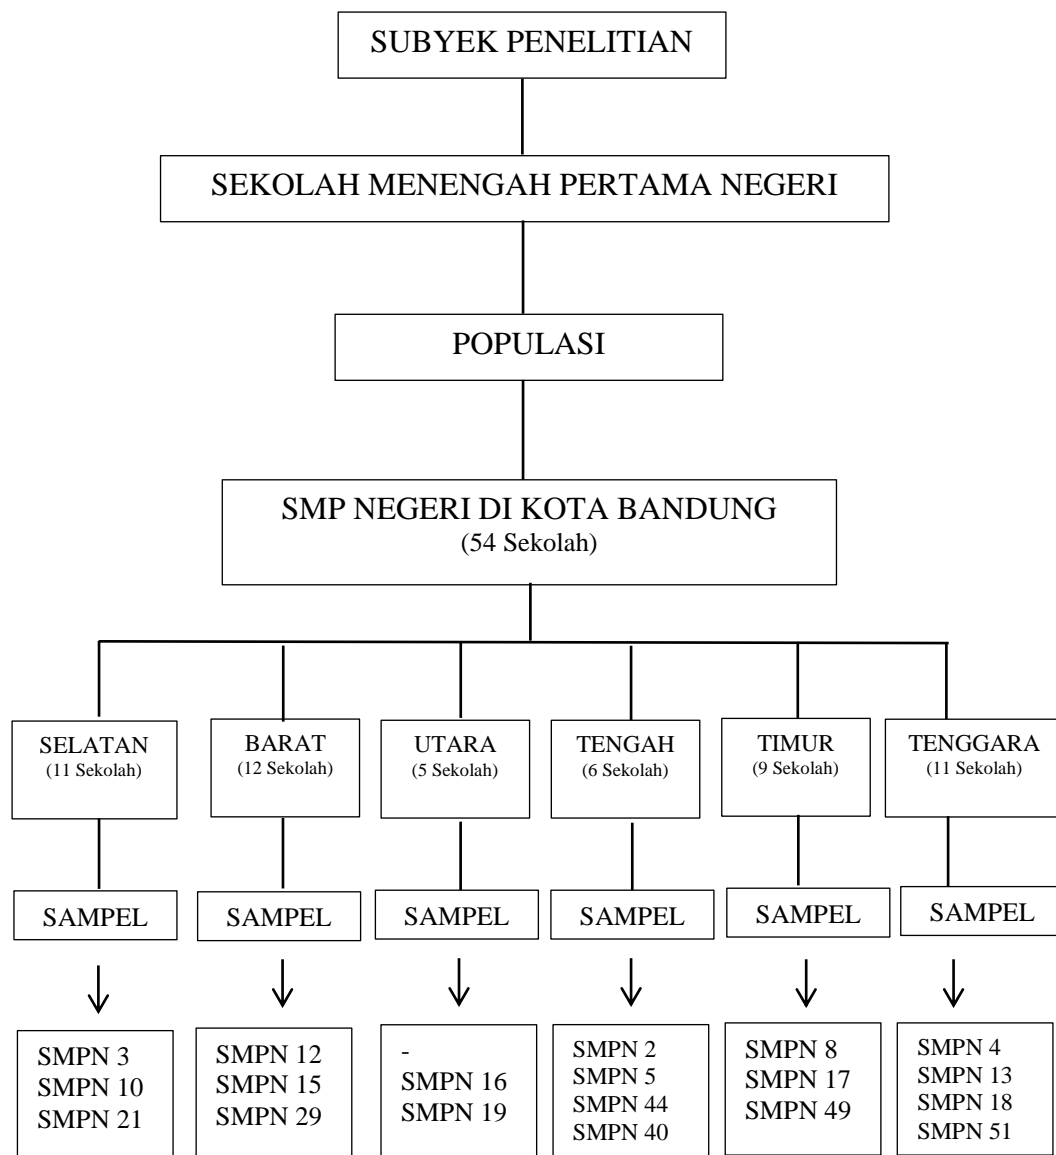 SUBYEK PENELITIAN
SEKOLAH MENENGAH PERTAMA NEGERI
POPULASI
SMP NEGERI DI KOTA BANDUNG
(54 Sekolah)
SELATAN
(11 Sekolah)
BARAT
(12 Sekolah)
UTARA
(5 Sekolah)
TENGAH
(6 Sekolah)
TIMUR
(9 Sekolah)
TENGGARA
(11 Sekolah)
SAMPEL
SAMPEL
SAMPEL
SAMPEL
SAMPEL
SAMPEL
SMPN 3
SMPN 10
SMPN 21
SMPN 12
SMPN 15
SMPN 29
-
SMPN 16
SMPN 19
SMPN 2
SMPN 5
SMPN 44
SMPN 40
SMPN 8
SMPN 17
SMPN 49
SMPN 4
SMPN 13
SMPN 18
SMPN 51